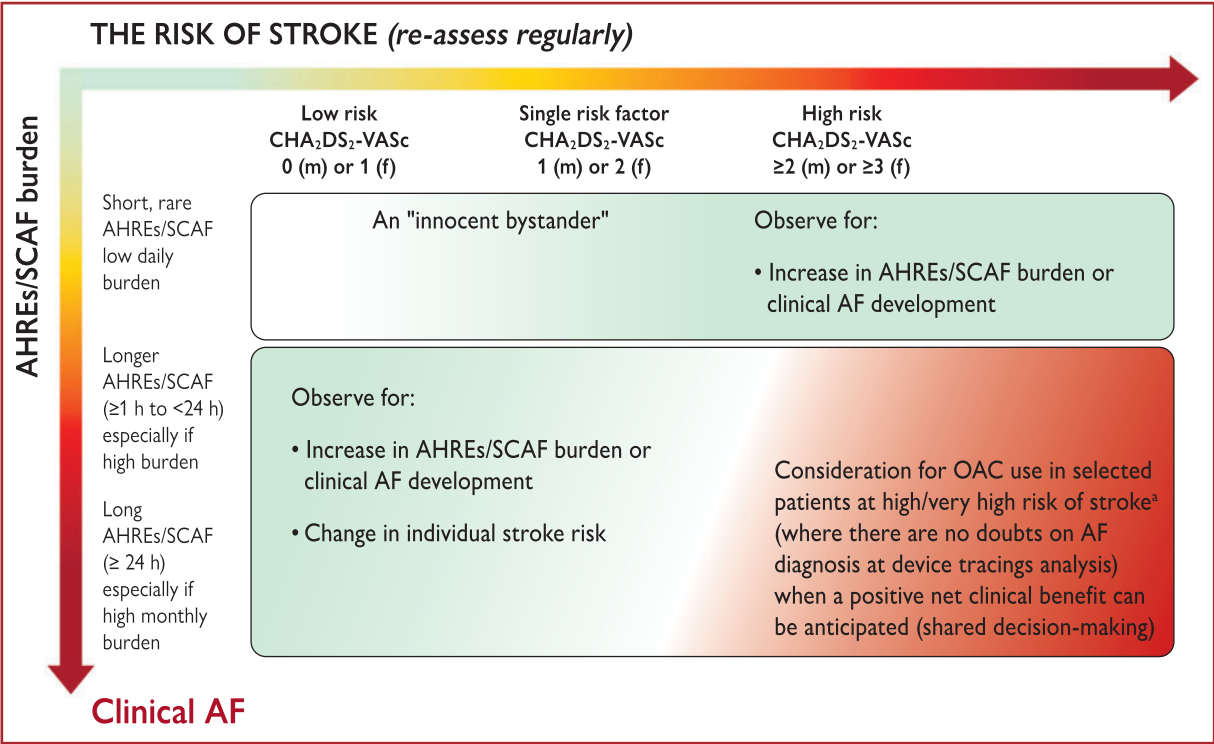 THE RISK OF STROKE (re-assess regularly)
AHREs/SCAF burden
Low risk
CHA₂DS₂-VASc
0 (m) or 1 (f)
Single risk factor
CHA₂DS₂-VASc
1 (m) or 2 (f)
High risk
CHA₂DS₂-VASc
≥2 (m) or ≥3 (f)
Short, rare
AHREs/SCAF
low daily
burden
An "innocent bystander"
Observe for:
• Increase in AHREs/SCAF burden or
clinical AF development
Longer
AHREs/SCAF
(≥1 h to <24 h)
especially if
high burden
Long
AHREs/SCAF
(≥ 24 h)
especially if
high monthly
burden
Observe for:
• Increase in AHREs/SCAF burden or
clinical AF development
• Change in individual stroke risk
Consideration for OAC use in selected
patients at high/very high risk of strokeᵃ
(where there are no doubts on AF
diagnosis at device tracings analysis)
when a positive net clinical benefit can
be anticipated (shared decision-making)
Clinical AF